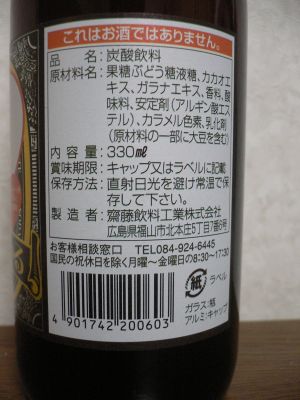 これはお酒ではありません。
品名：炭酸飲料
原材料名：果糖ぶどう糖液糖、カカオエ
キス、ガラナエキス、香料、酸
味料、安定剤(アルギン酸エス
テル)、カラメル色素、乳化剤
(原材料の一部に大豆を含む)
内容量：330㎖
賞味期限：キャップ又はラベルに記載
保存方法：直射日光を避け常温で保
存して下さい。
製造者：齋藤飲料工業株式会社
広島県福山市北本庄5丁目7番6号
お客様相談窓口 TEL084-924-6445
国民の祝休日を除く月曜〜金曜日の8:30〜17:30
4 901742 200603
紙 ラベル
ガラス：瓶
アルミ：キャップ